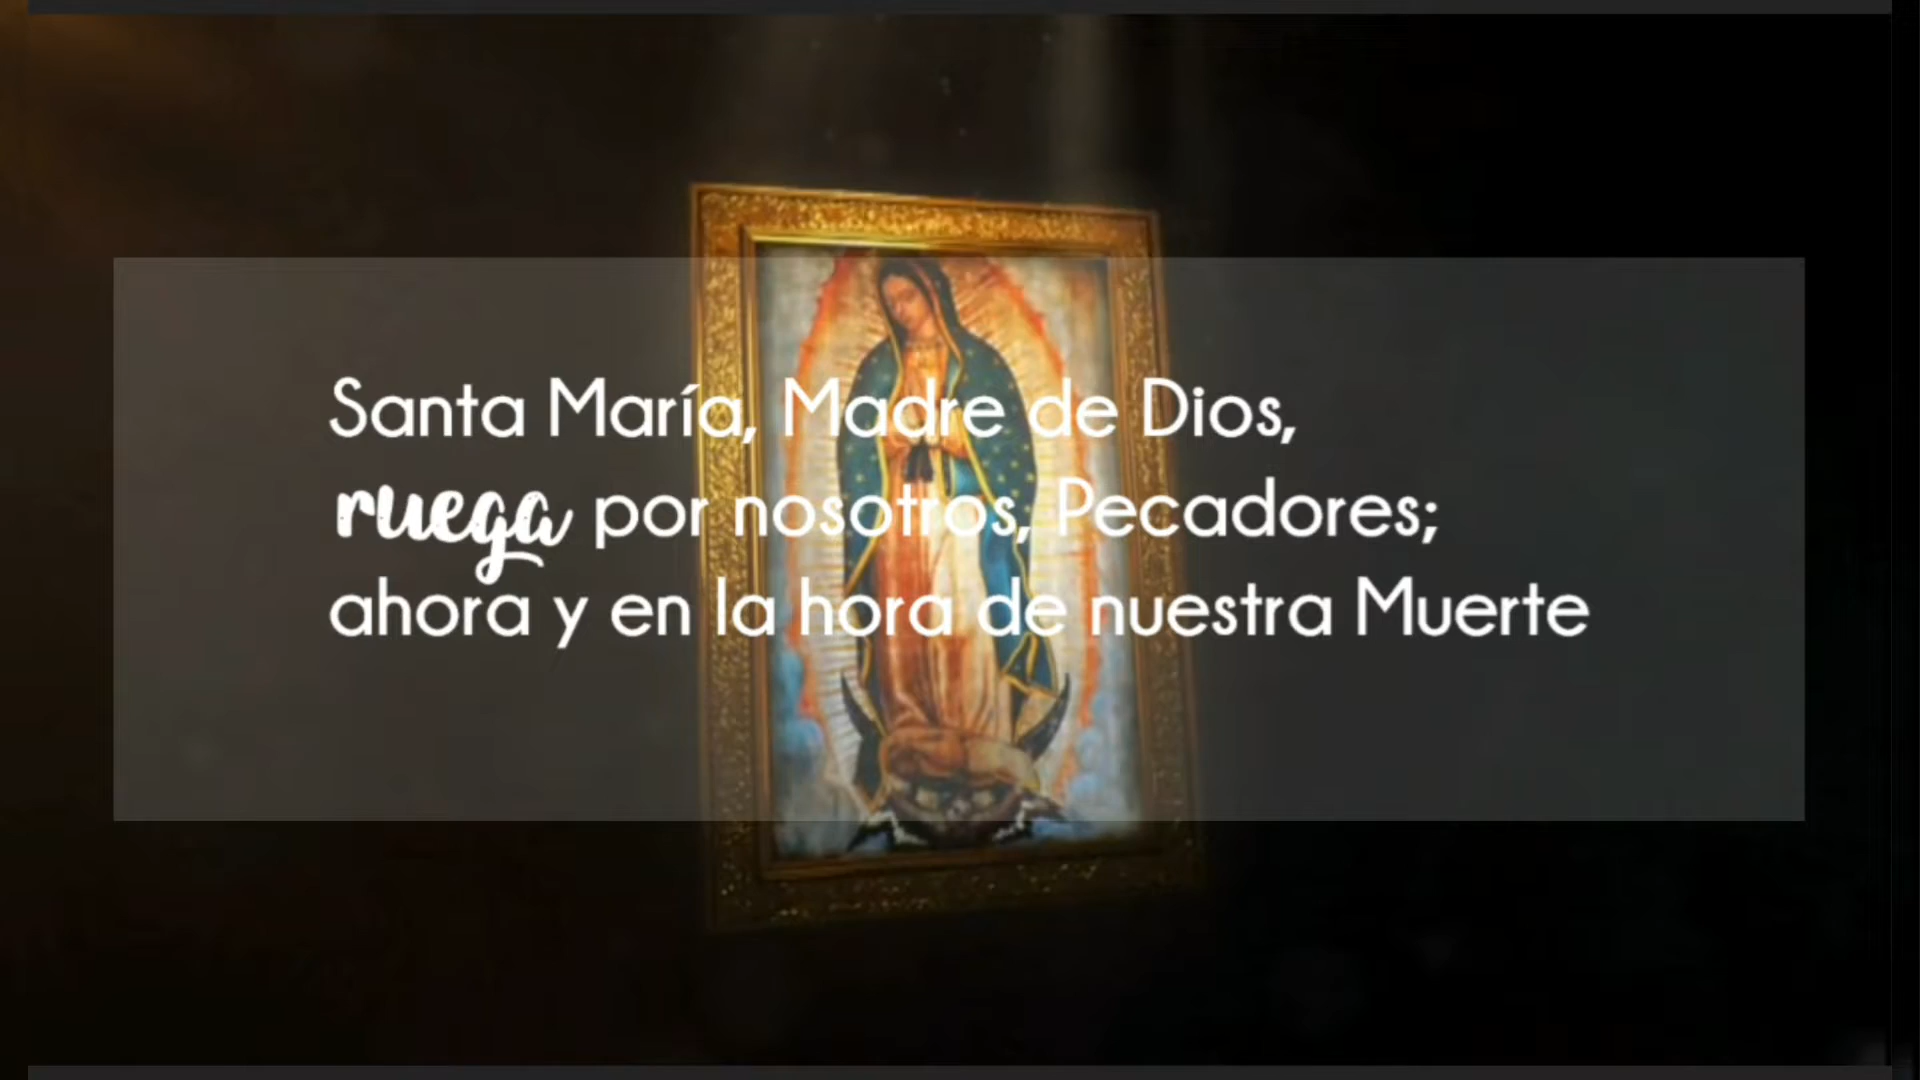 Santa María, Madre de Dios,
ruega por nosotros, Pecadores;
ahora y en la hora de nuestra Muerte